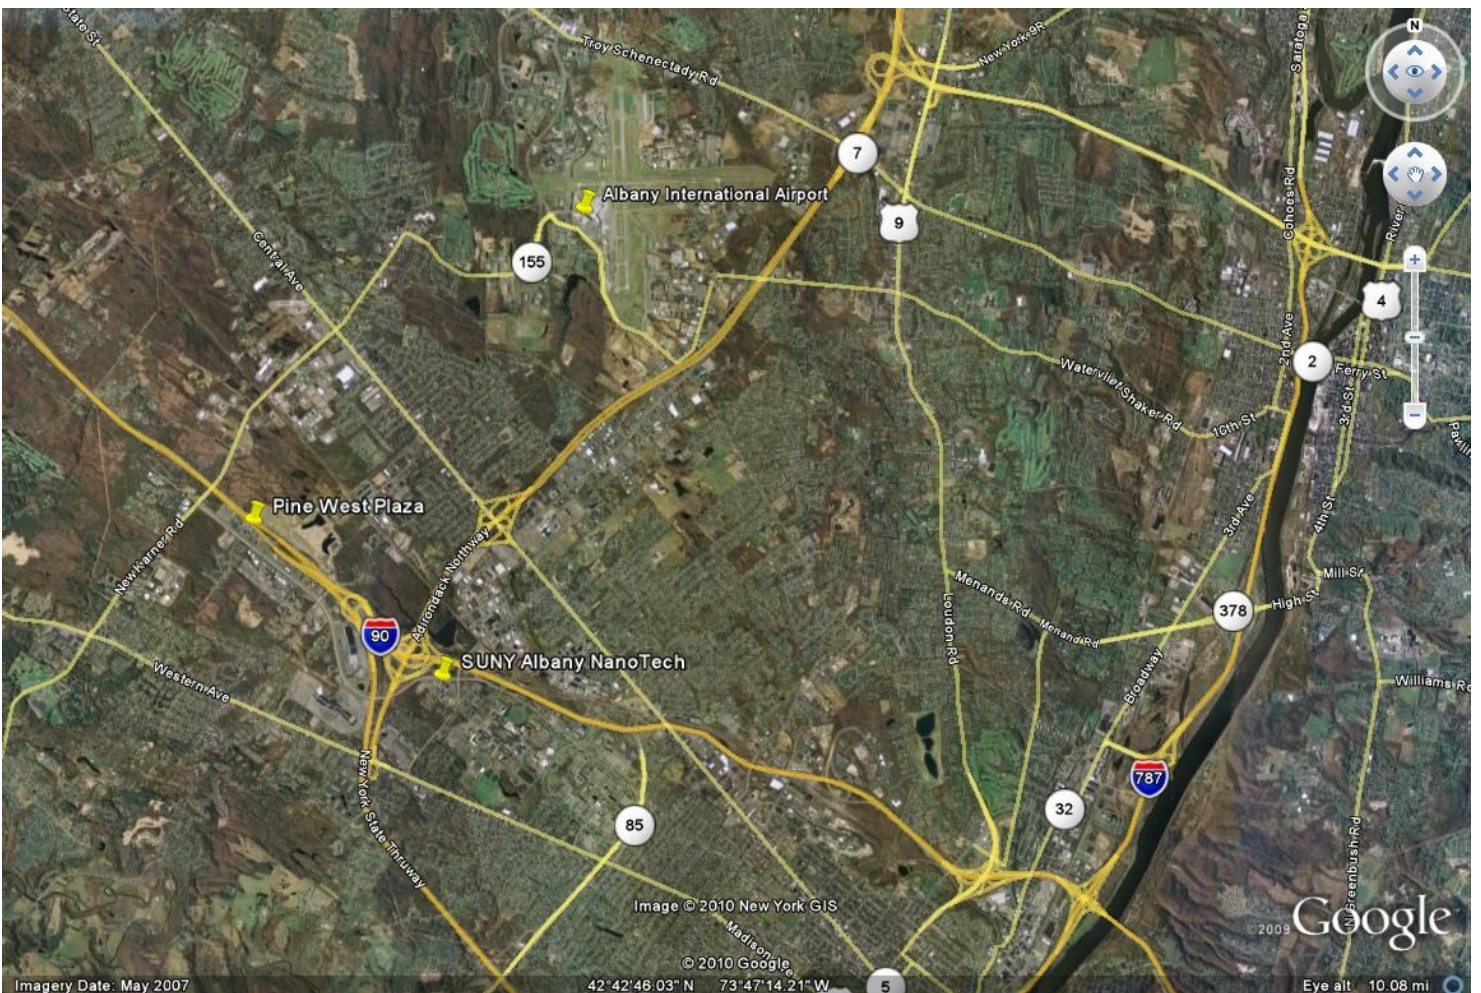 State St
Troy Schenectady Rd
New York 9R
Saratoga
N
7
Albany International Airport
9
Cohoes Rd
River
155
Central Ave
4
2nd Ave
2
Ferry St
3rd St
Watervliet Shaker Rd
10th St
Pine West Plaza
3rd Ave
4th St
New Karner Rd
Adirondack Northway
Mill St
Menands Rd
High St
378
Menand Rd
90
Loudon Rd
SUNY Albany NanoTech
Broadway
Western Ave
Williams Rd
787
New York State Thruway
32
85
N Greenbush Rd
Image © 2010 New York GIS
©2009 Google
Madison
© 2010 Google
Imagery Date: May 2007
42°42'46.03" N 73°47'14.21" W
5
Eye alt 10.08 mi